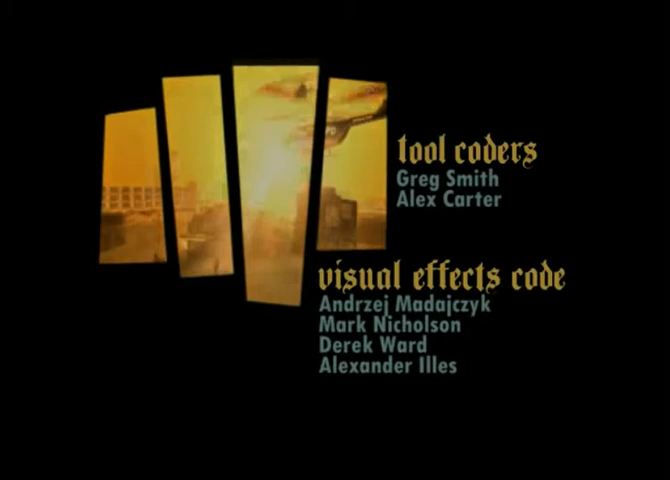 tool coders
Greg Smith
Alex Carter
visual effects code
Andrzej Madajczyk
Mark Nicholson
Derek Ward
Alexander Illes